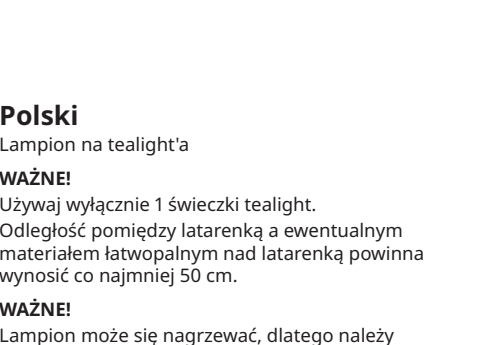 Polski
Lampion na tealight'a
WAŻNE!
Używaj wyłącznie 1 świeczki tealight.
Odległość pomiędzy latarenką a ewentualnym
materiałem łatwopalnym nad latarenką powinna
wynosić co najmniej 50 cm.
WAŻNE!
Lampion może się nagrzewać, dlatego należy